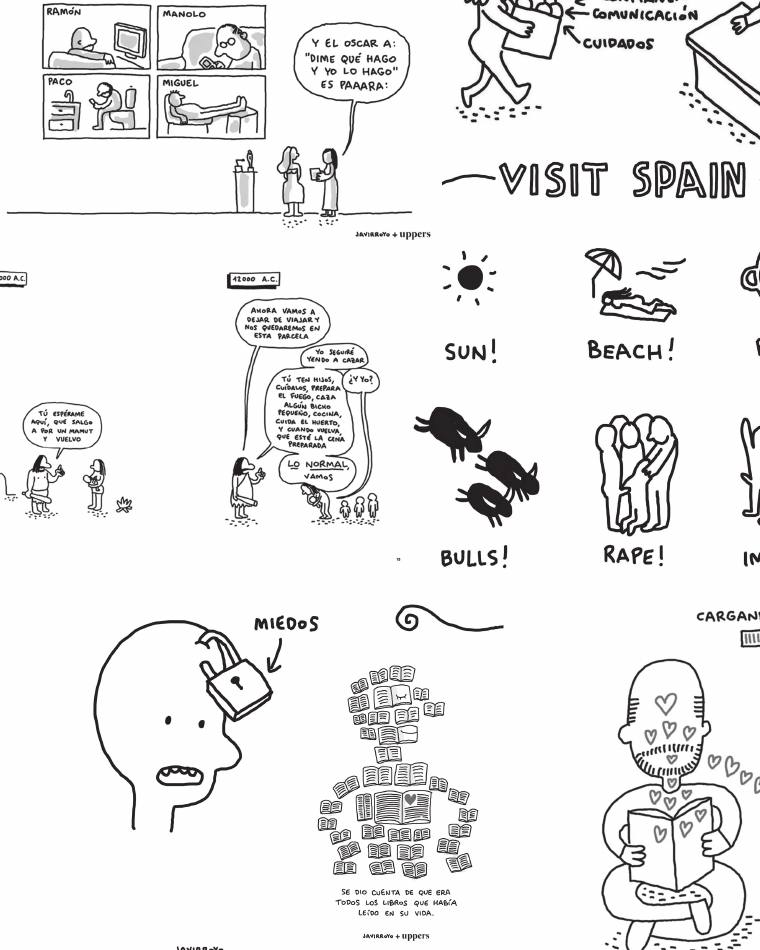 RAMÓN
MANOLO
PACO
MIGUEL
Y EL OSCAR A:
"DIME QUÉ HAGO
Y YO LO HAGO"
ES PAAARA:
JAVIRROYO + uppers
COMUNICACIÓN
CUIDADOS
VISIT SPAIN
SUN!
BEACH!
BULLS!
RAPE!
000 A.C.
TÚ ESPÉRAME
AQUÍ, QUE SALGO
A POR UN MAMUT
Y VUELVO
12000 A.C.
AHORA VAMOS A
DEJAR DE VIAJAR Y
NOS QUEDAREMOS EN
ESTA PARCELA
YO SEGUIRÉ
YENDO A CAZAR
¿Y YO?
TÚ TEN HIJOS,
CUÍDALOS, PREPARA
EL FUEGO, CAZA
ALGÚN BICHO
PEQUEÑO, COCINA,
CUIDA EL HUERTO,
Y CUANDO VUELVA,
QUE ESTÉ LA CENA
PREPARADA
LO NORMAL,
VAMOS
MIEDOS
SE DIO CUENTA DE QUE ERA
TODOS LOS LIBROS QUE HABÍA
LEÍDO EN SU VIDA.
JAVIRROYO + uppers
CARGAN
JAVIRROYO